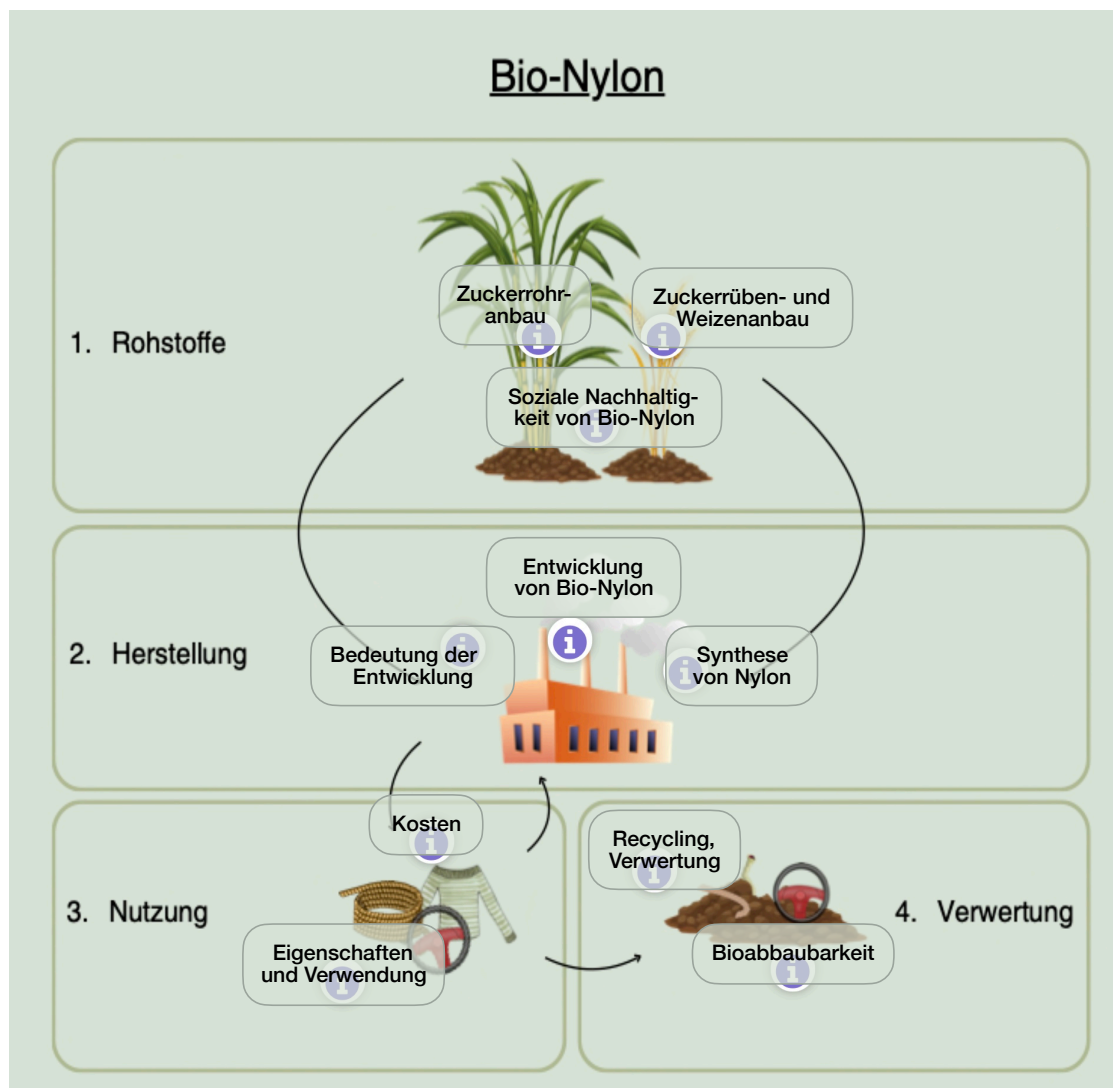 Bio-Nylon
1. Rohstoffe
Zuckerrohr-
anbau
Zuckerrüben- und
Weizenanbau
Soziale Nachhaltig-
keit von Bio-Nylon
2. Herstellung
Entwicklung
von Bio-Nylon
Bedeutung der
Entwicklung
Synthese
von Nylon
3. Nutzung
Kosten
Eigenschaften
und Verwendung
Recycling,
Verwertung
4. Verwertung
Bioabbaubarkeit